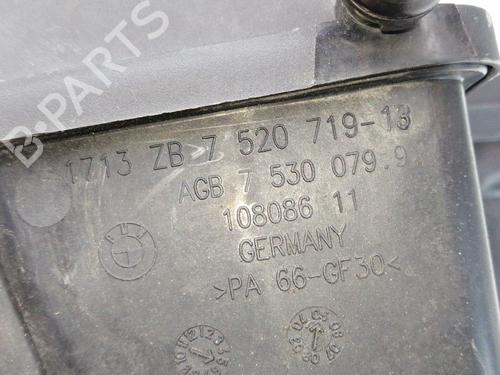 B-PARTS
1713 ZB 7 520 719-13
AGB 7 530 079.9
108086 11
GERMANY
>PA 66-GF30<